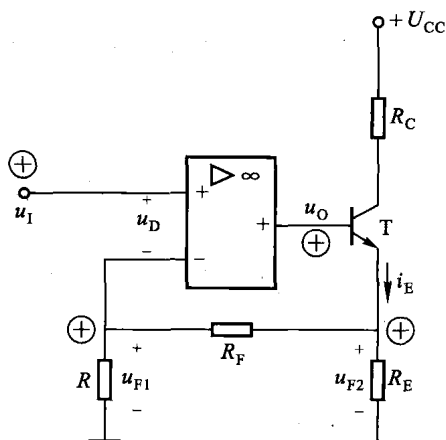 + U_CC
R_C
+
u_I
+
u_D
−
▷ ∞
+
−
+
u_O
+
T
i_E
+
R_F
+
R
+
u_F1
−
+
u_F2
−
R_E